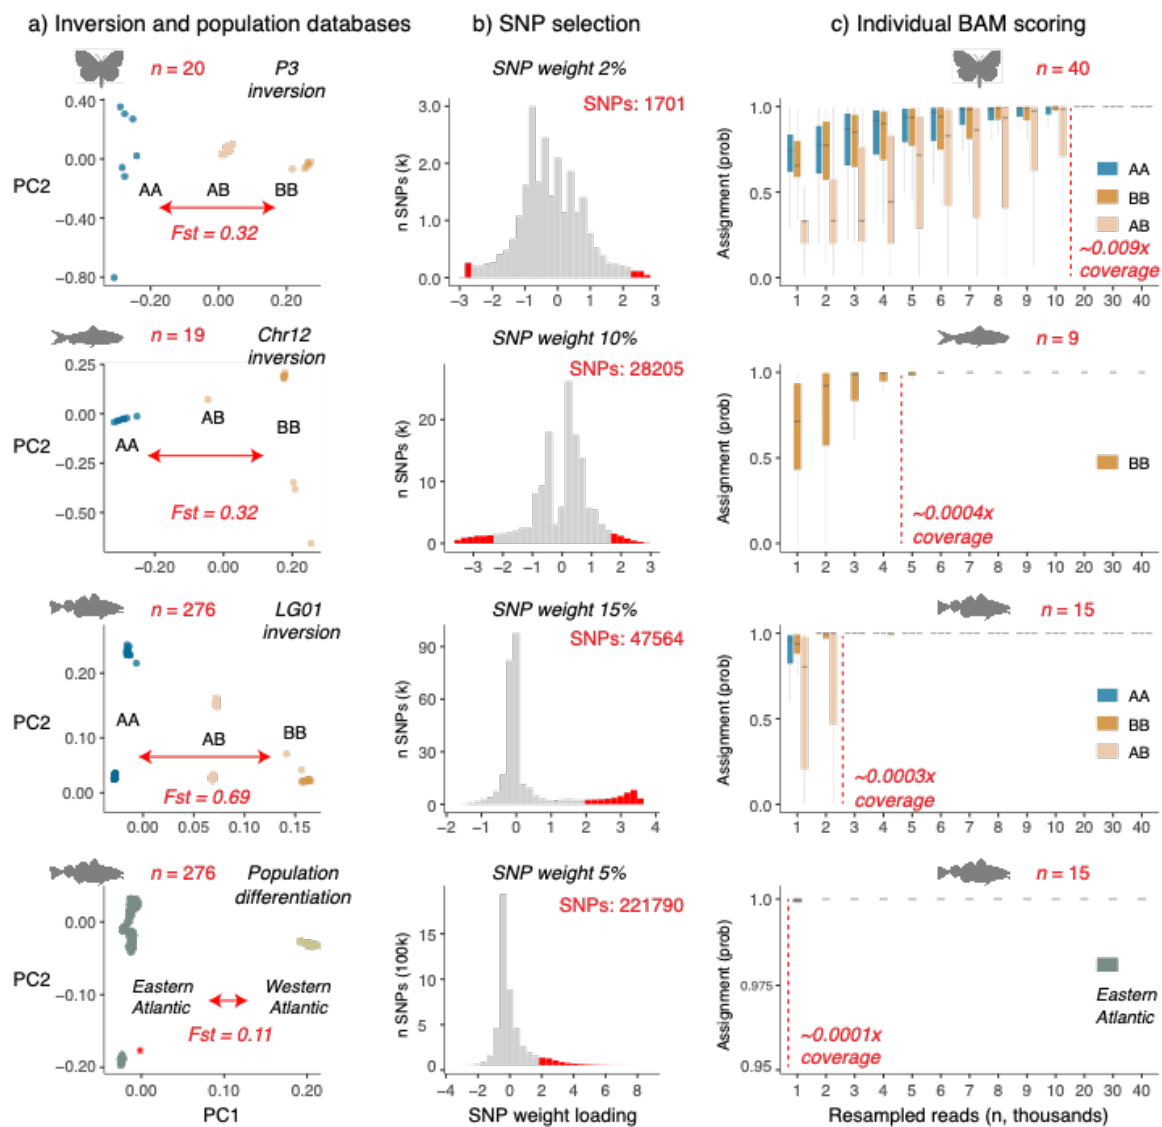 a) Inversion and population databases
b) SNP selection
c) Individual BAM scoring
n = 20
P3
inversion
0.40
0.00
−0.40
−0.80
PC2
AA
AB
BB
Fst = 0.32
−0.20
0.00
0.20
SNP weight 2%
SNPs: 1701
n SNPs (k)
3.0
2.0
1.0
0.0
−3
−2
−1
0
1
2
3
n = 40
Assignment (prob)
1.0
0.5
0.0
AA
BB
AB
~0.009x
coverage
1 2 3 4 5 6 7 8 9 10 20 30 40
n = 19
Chr12
inversion
0.25
0.00
−0.25
−0.50
PC2
AA
AB
BB
Fst = 0.32
−0.20
0.00
0.20
SNP weight 10%
SNPs: 28205
n SNPs (k)
20
10
0
−3
−2
−1
0
1
2
3
n = 9
Assignment (prob)
1.0
0.5
0.0
BB
~0.0004x
coverage
1 2 3 4 5 6 7 8 9 10 20 30 40
n = 276
LG01
inversion
0.20
0.10
0.00
PC2
AA
AB
BB
Fst = 0.69
0.00
0.05
0.10
0.15
SNP weight 15%
SNPs: 47564
n SNPs (k)
90
60
30
0
−2
−1
0
1
2
3
4
n = 15
Assignment (prob)
1.0
0.5
0.0
AA
BB
AB
~0.0003x
coverage
1 2 3 4 5 6 7 8 9 10 20 30 40
n = 276
Population
differentiation
0.00
−0.10
−0.20
PC2
Eastern
Atlantic
Western
Atlantic
Fst = 0.11
*
0.00
0.10
0.20
PC1
SNP weight 5%
SNPs: 221790
n SNPs (100k)
15
10
5
0
−4
−2
0
2
4
6
8
SNP weight loading
n = 15
Assignment (prob)
1.0
0.975
0.95
Eastern
Atlantic
~0.0001x
coverage
1 2 3 4 5 6 7 8 9 10 20 30 40
Resampled reads (n, thousands)